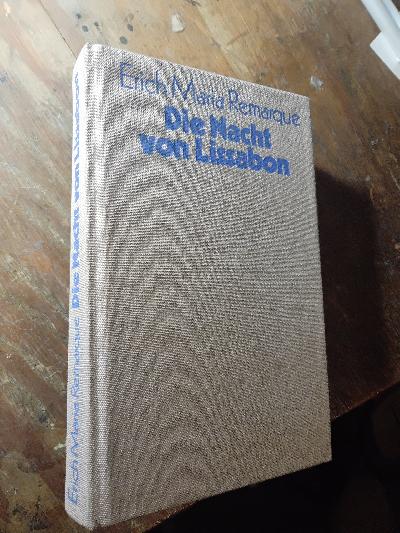 Erich Maria Remarque
Die Nacht
von Lissabon
Erich Maria Remarque Die Nacht von Lissabon